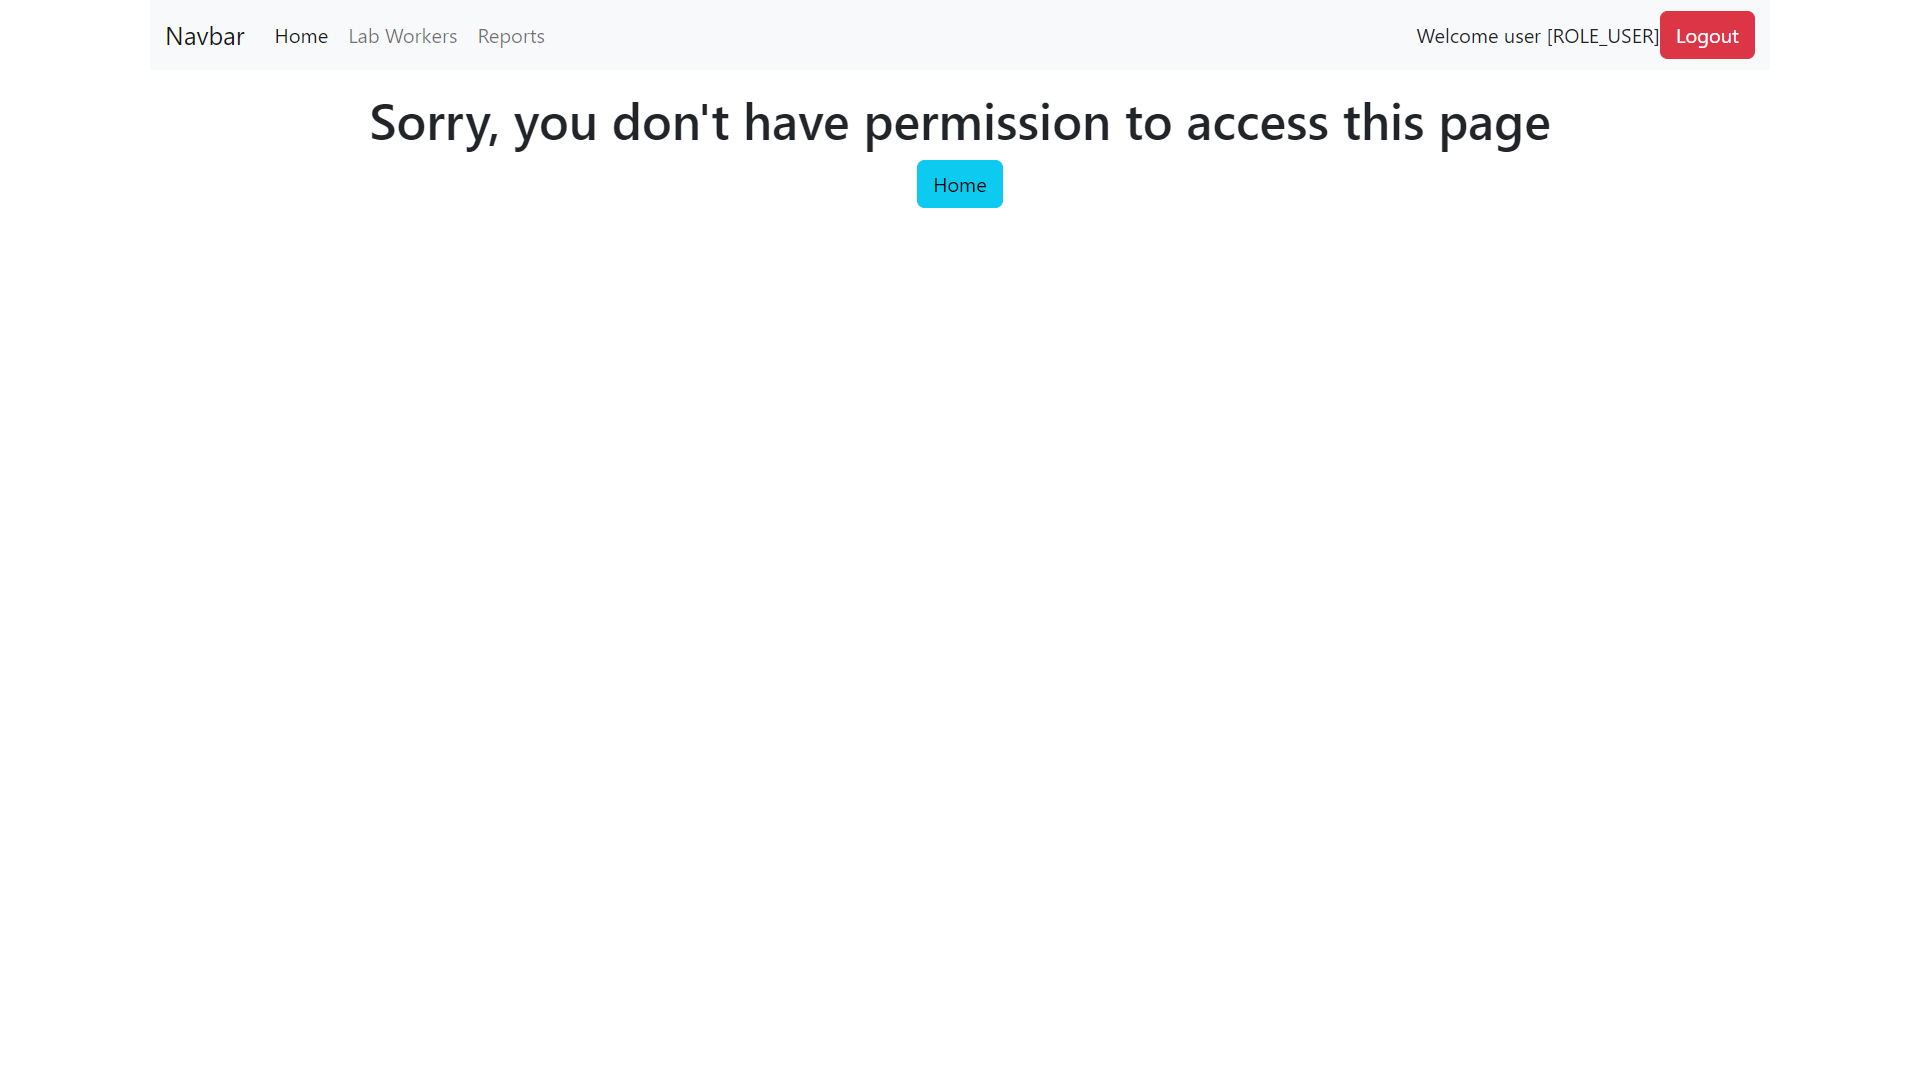 Navbar Home Lab Workers Reports Welcome user [ROLE_USER] Logout
Sorry, you don't have permission to access this page
Home